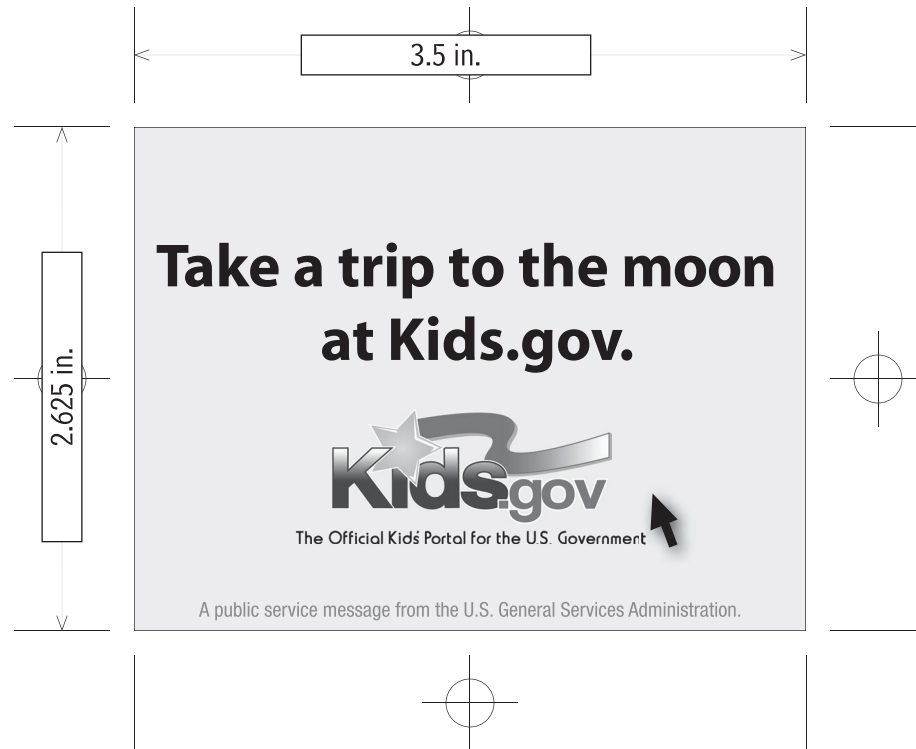 3.5 in.
2.625 in.
Take a trip to the moon
at Kids.gov.
Kids.gov
The Official Kids' Portal for the U.S. Government
A public service message from the U.S. General Services Administration.